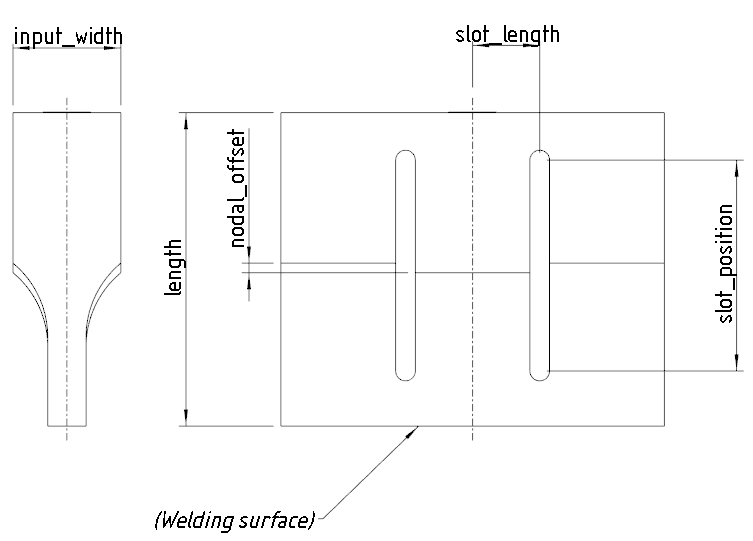 input_width
slot_length
nodal_offset
length
slot_position
(Welding surface)